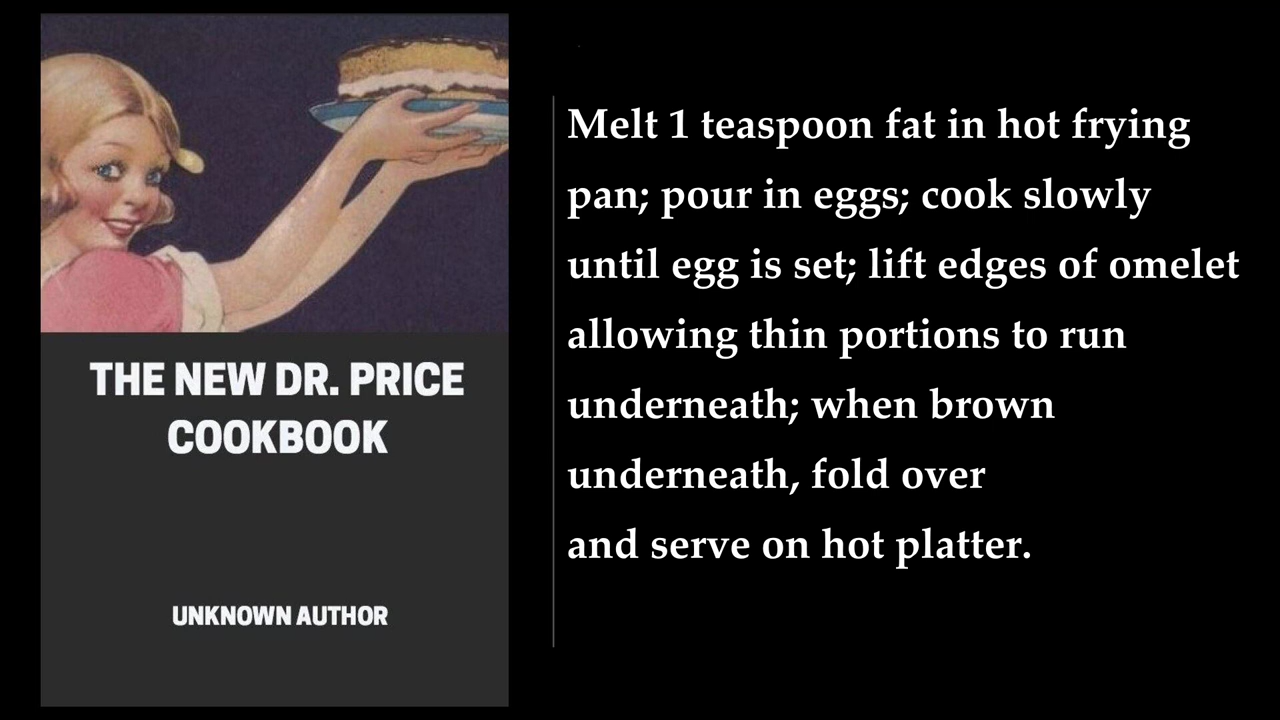 THE NEW DR. PRICE
COOKBOOK
UNKNOWN AUTHOR
Melt 1 teaspoon fat in hot frying
pan; pour in eggs; cook slowly
until egg is set; lift edges of omelet
allowing thin portions to run
underneath; when brown
underneath, fold over
and serve on hot platter.